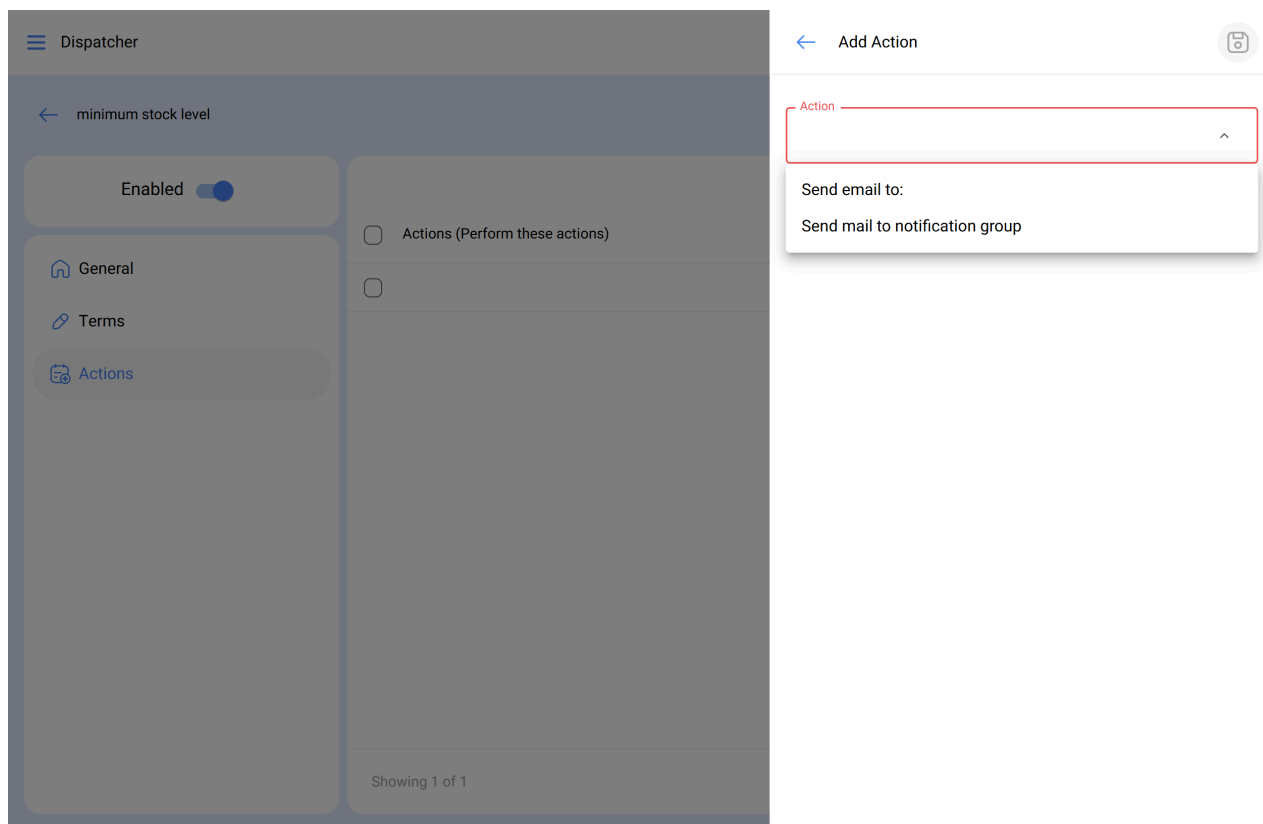 Dispatcher
minimum stock level
Enabled
General
Terms
Actions
Actions (Perform these actions)
Showing 1 of 1
Add Action
Action
Send email to:
Send mail to notification group